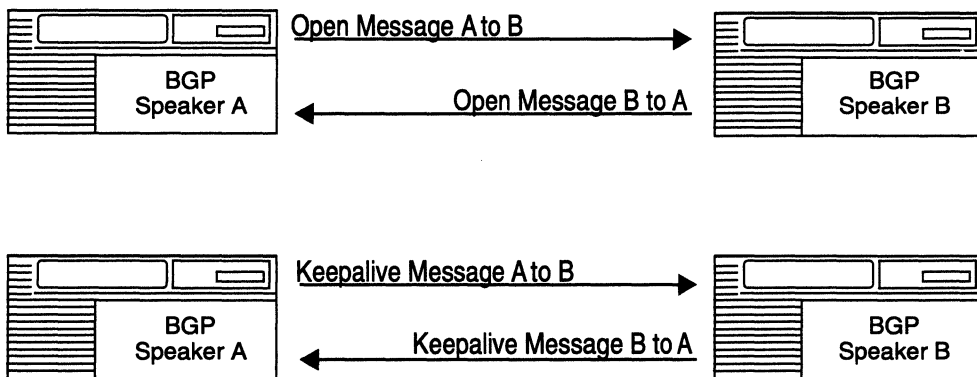 Open Message A to B
BGP
Speaker A
Open Message B to A
BGP
Speaker B
Keepalive Message A to B
BGP
Speaker A
Keepalive Message B to A
BGP
Speaker B